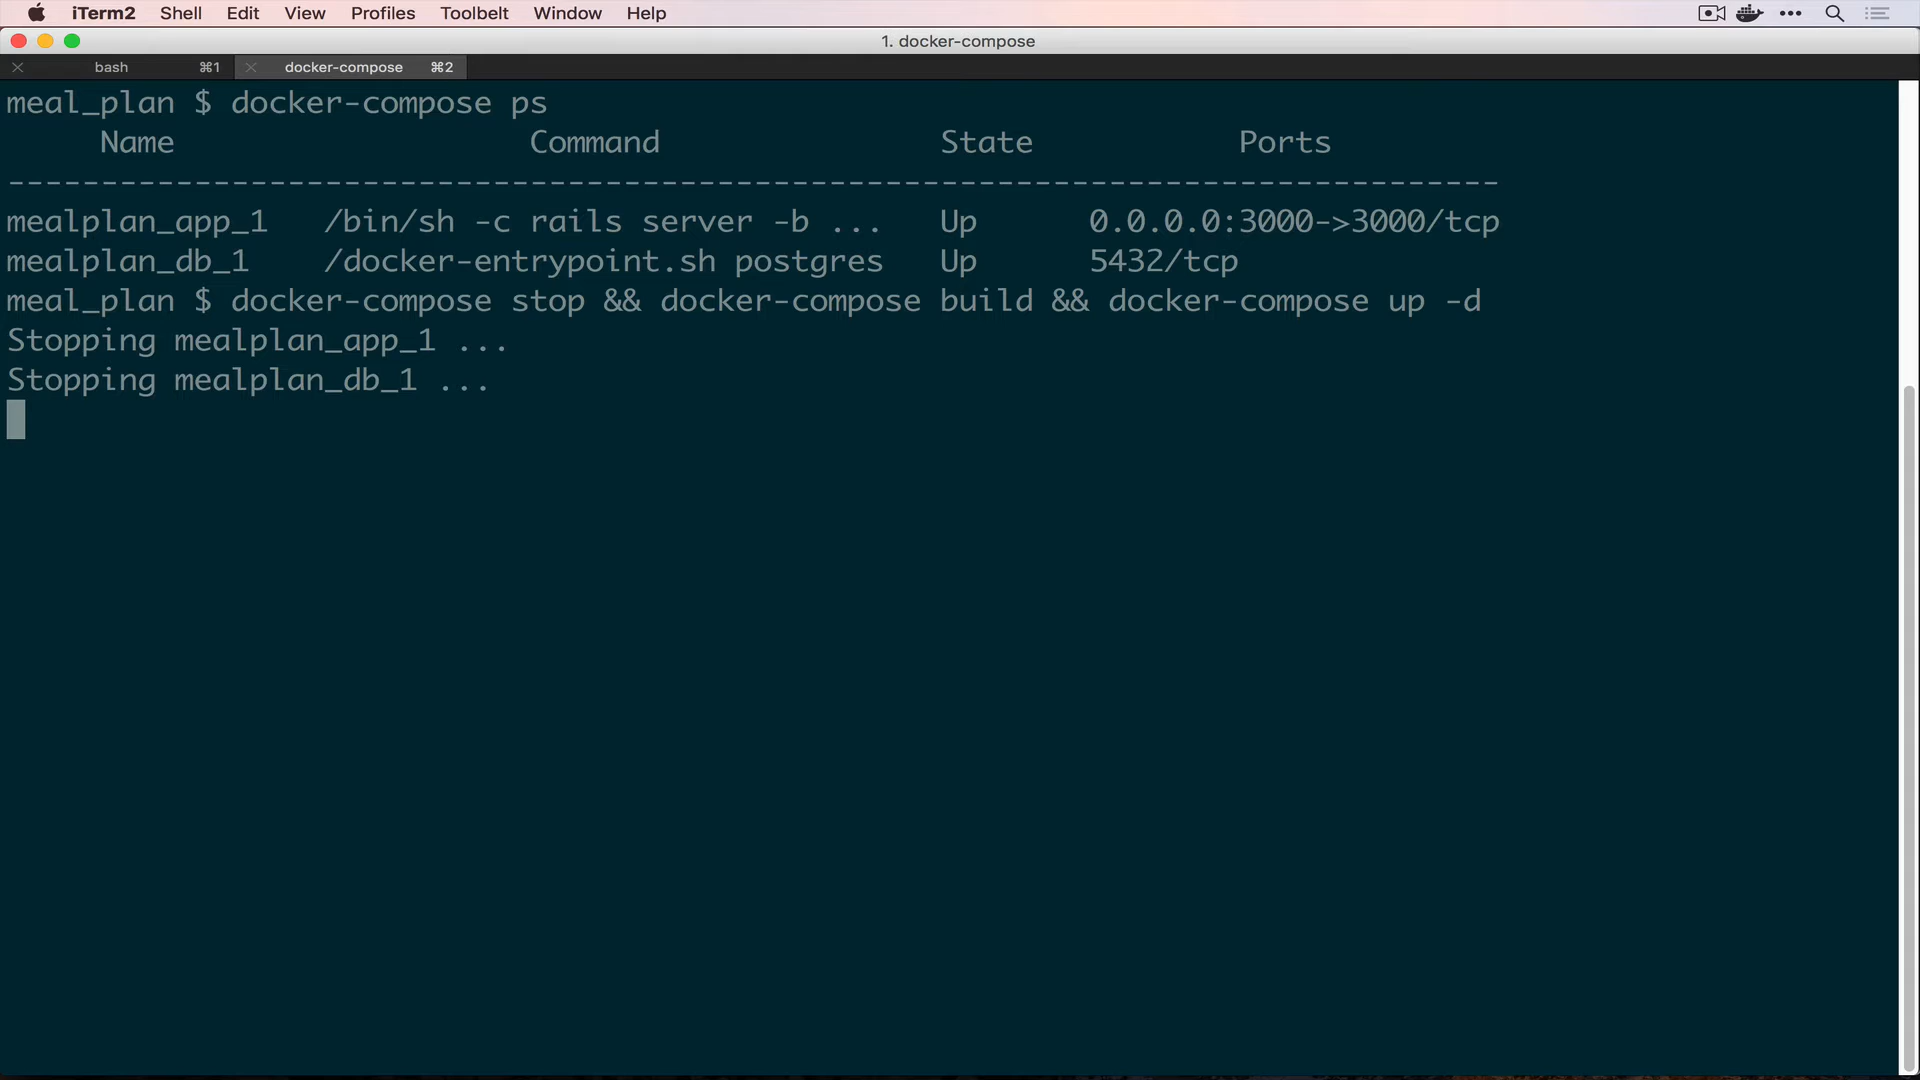 iTerm2 Shell Edit View Profiles Toolbelt Window Help
1. docker-compose
bash ⌘1 docker-compose ⌘2
meal_plan $ docker-compose ps
Name Command State Ports
--------------------------------------------------------------------------------
mealplan_app_1 /bin/sh -c rails server -b ... Up 0.0.0.0:3000->3000/tcp
mealplan_db_1 /docker-entrypoint.sh postgres Up 5432/tcp
meal_plan $ docker-compose stop && docker-compose build && docker-compose up -d
Stopping mealplan_app_1 ...
Stopping mealplan_db_1 ...